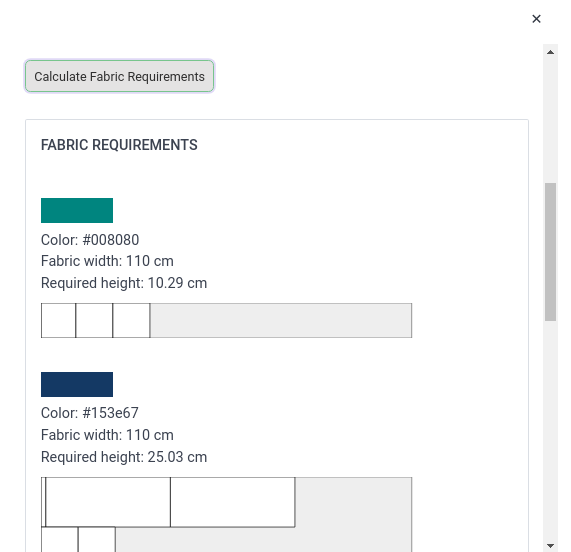 ×
Calculate Fabric Requirements
FABRIC REQUIREMENTS
Color: #008080
Fabric width: 110 cm
Required height: 10.29 cm
Color: #153e67
Fabric width: 110 cm
Required height: 25.03 cm